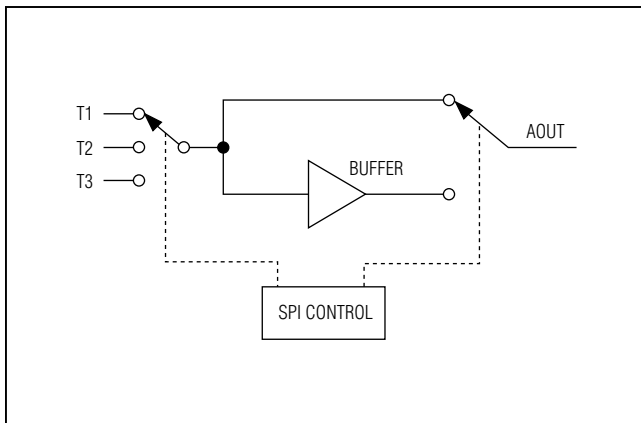 T1
T2
T3
AOUT
BUFFER
SPI CONTROL